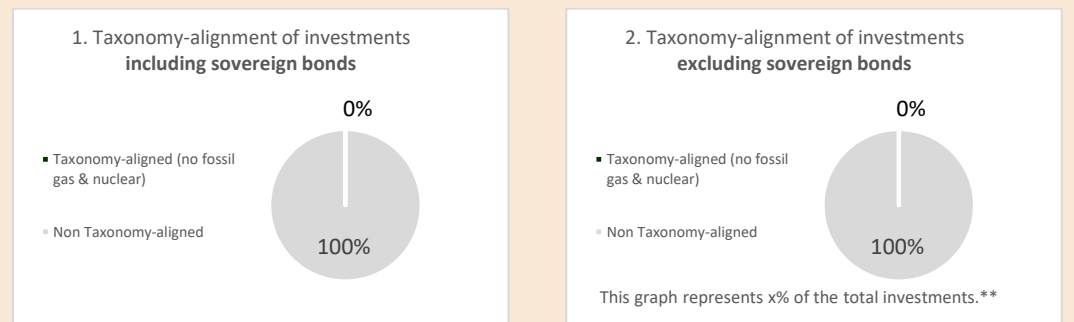 1. Taxonomy-alignment of investments
including sovereign bonds
0%
Taxonomy-aligned (no fossil
gas & nuclear)
Non Taxonomy-aligned
100%
2. Taxonomy-alignment of investments
excluding sovereign bonds
0%
Taxonomy-aligned (no fossil
gas & nuclear)
Non Taxonomy-aligned
100%
This graph represents x% of the total investments.**